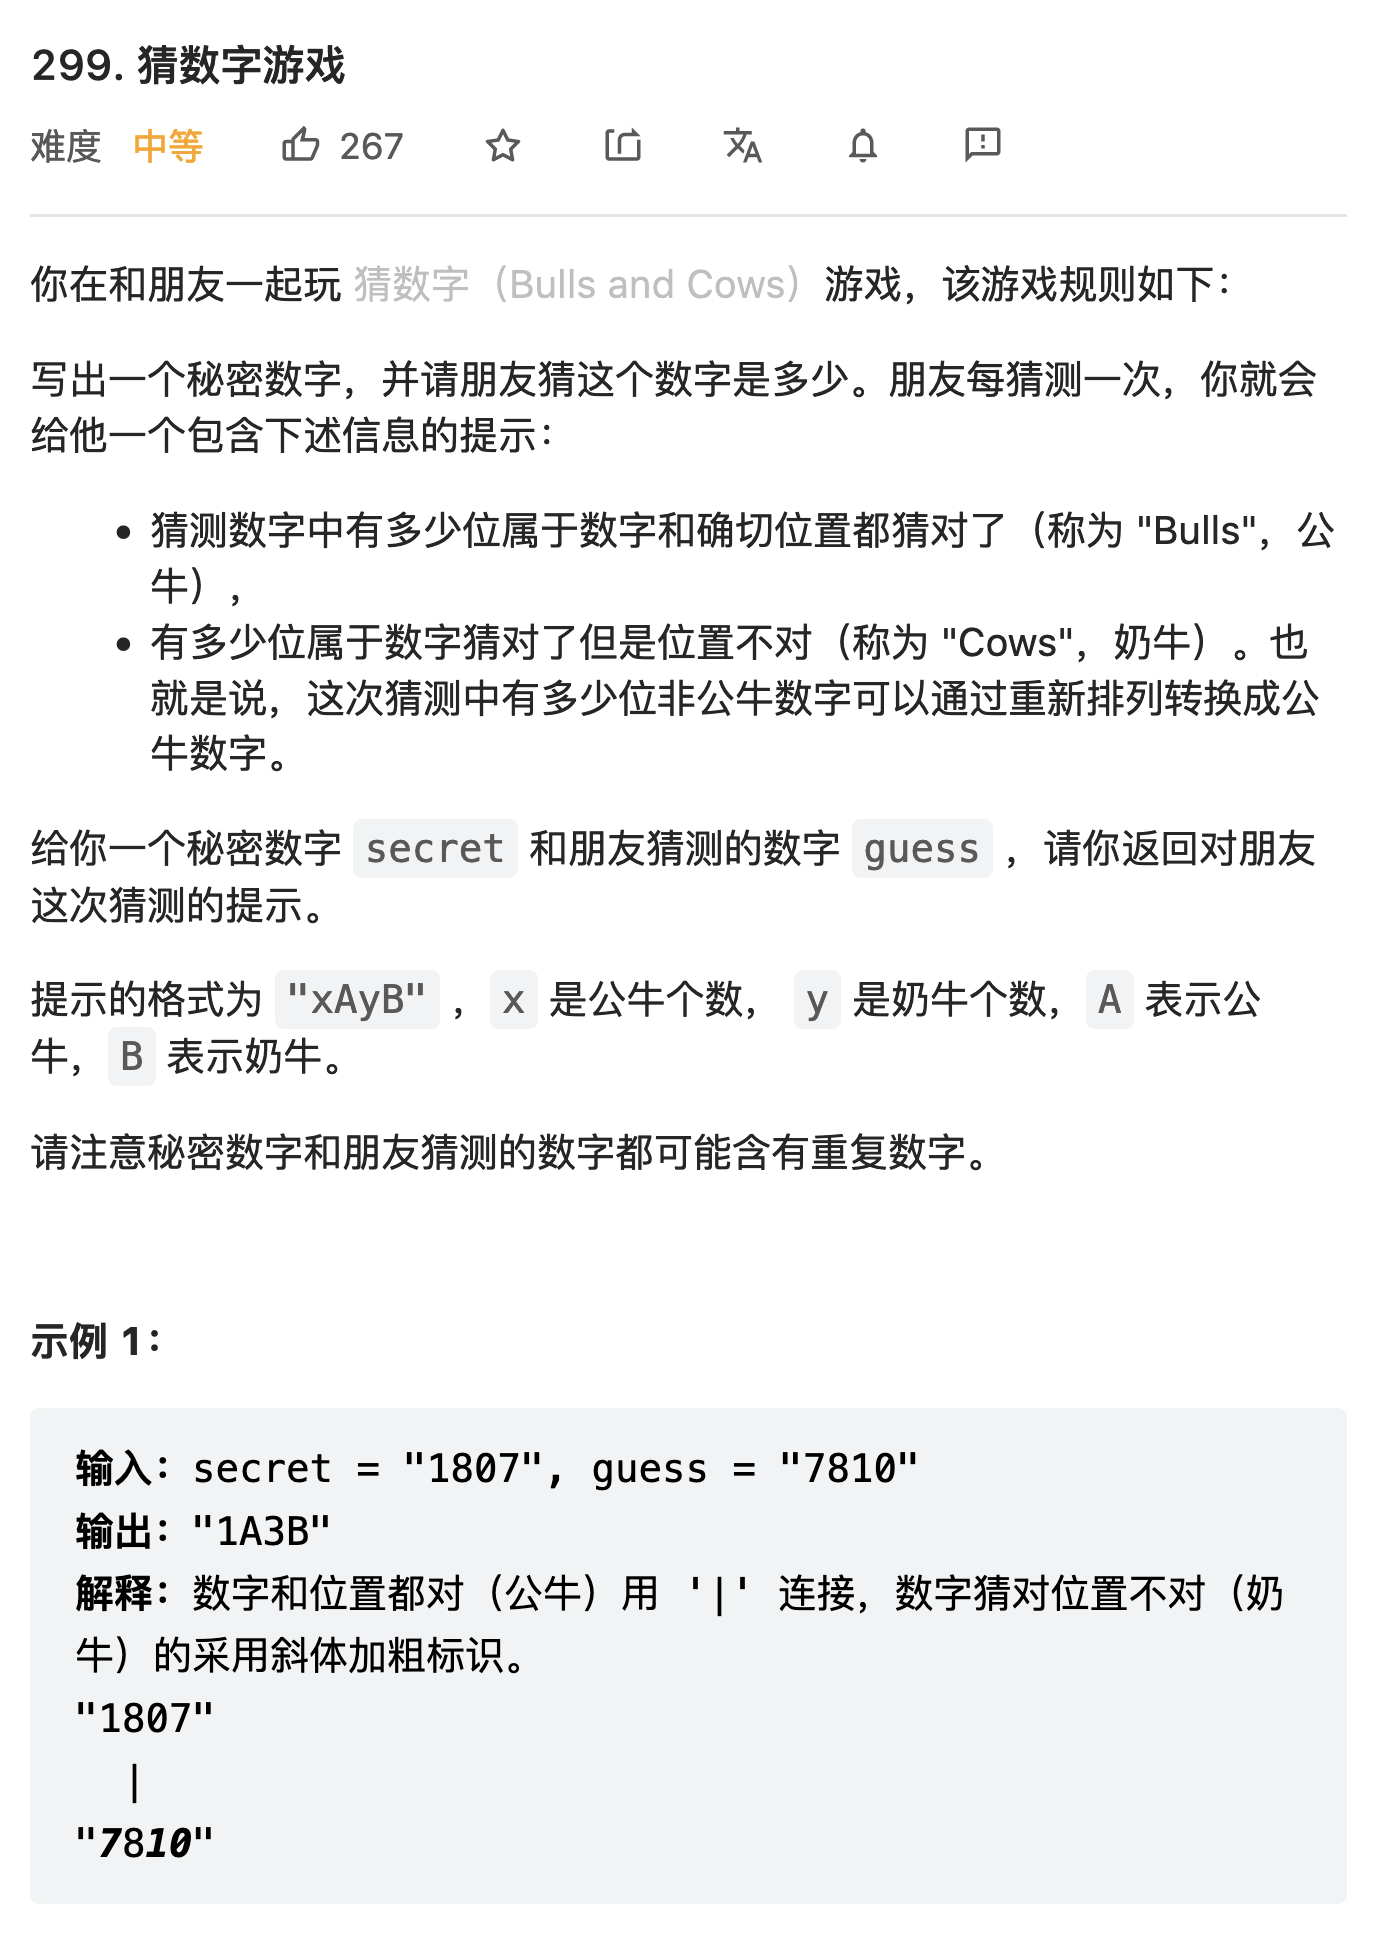 299. 猜数字游戏
难度 中等 267
你在和朋友一起玩 猜数字（Bulls and Cows）游戏，该游戏规则如下：
写出一个秘密数字，并请朋友猜这个数字是多少。朋友每猜测一次，你就会
给他一个包含下述信息的提示：
• 猜测数字中有多少位属于数字和确切位置都猜对了（称为 "Bulls"，公
牛），
• 有多少位属于数字猜对了但是位置不对（称为 "Cows"，奶牛）。也
就是说，这次猜测中有多少位非公牛数字可以通过重新排列转换成公
牛数字。
给你一个秘密数字 secret 和朋友猜测的数字 guess ，请你返回对朋友
这次猜测的提示。
提示的格式为 "xAyB" ，x 是公牛个数， y 是奶牛个数，A 表示公
牛，B 表示奶牛。
请注意秘密数字和朋友猜测的数字都可能含有重复数字。
示例 1：
输入：secret = "1807", guess = "7810"
输出："1A3B"
解释：数字和位置都对（公牛）用 '|' 连接，数字猜对位置不对（奶
牛）的采用斜体加粗标识。
"1807"
|
"7810"